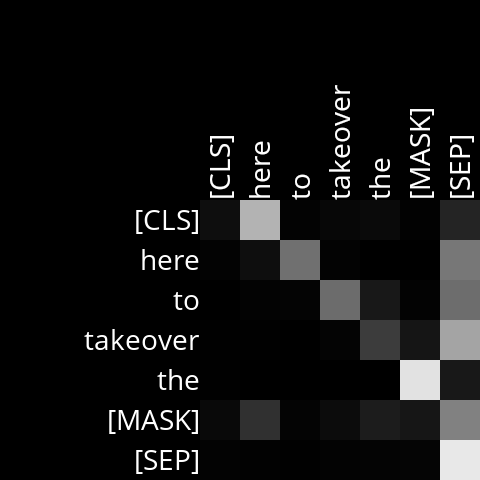 [CLS] here to takeover the [MASK] [SEP]
[CLS]
here
to
takeover
the
[MASK]
[SEP]